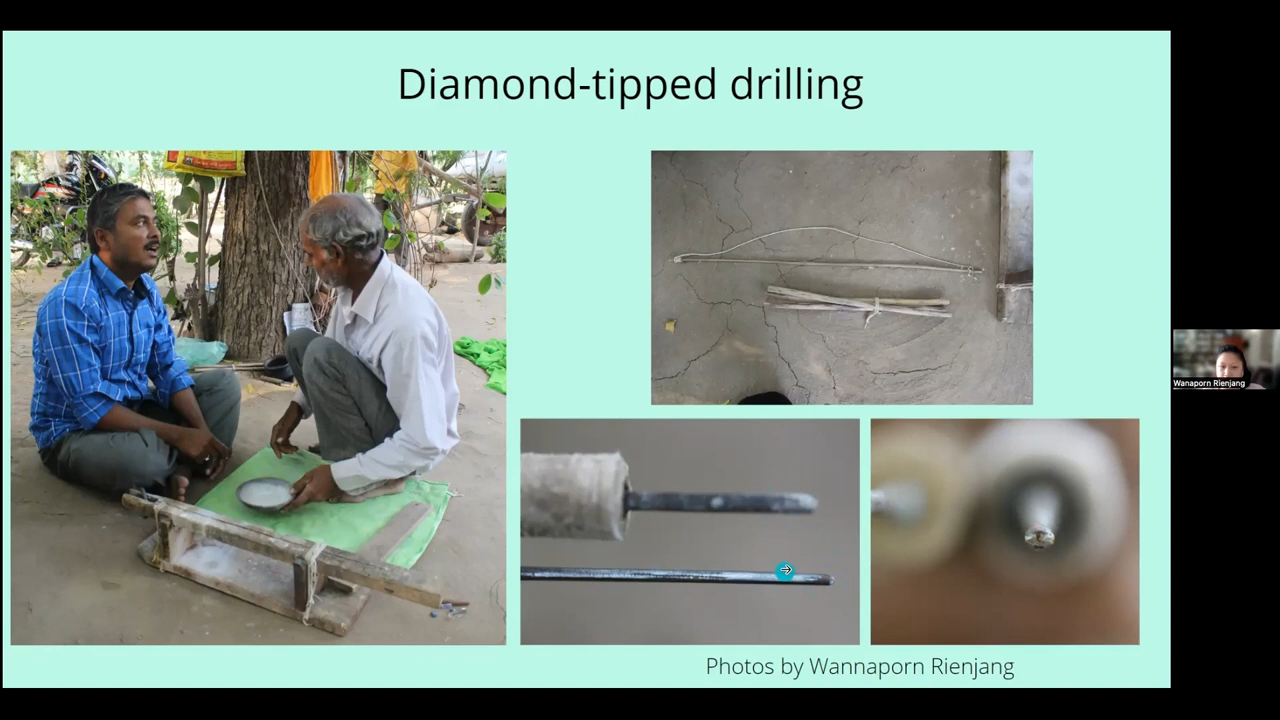 Diamond-tipped drilling
Wanaporn Rienjang
Photos by Wannaporn Rienjang